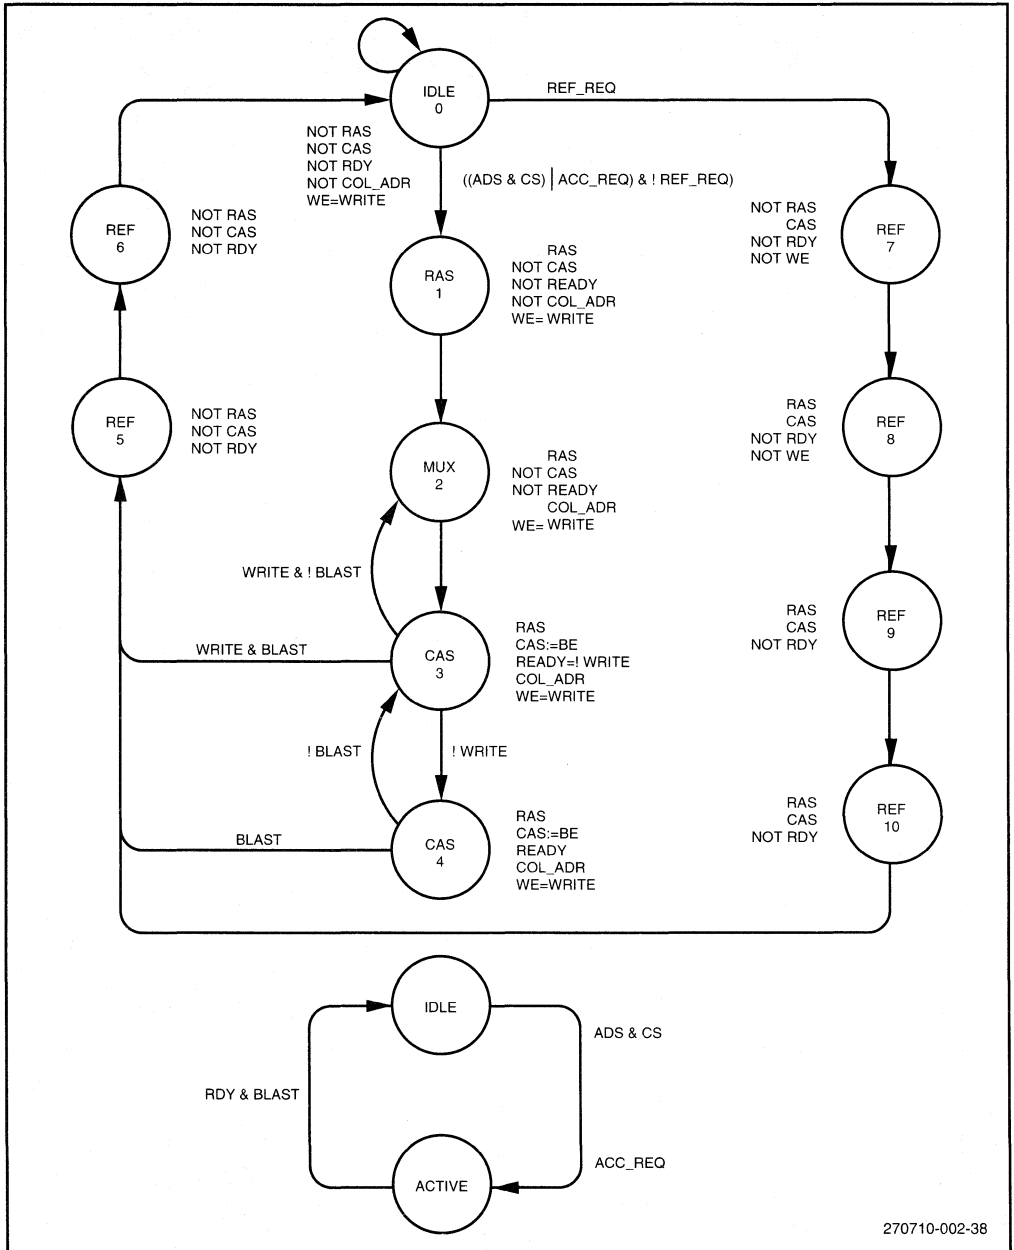 IDLE
0
REF_REQ
NOT RAS
NOT CAS
NOT RDY
NOT COL_ADR
WE=WRITE
((ADS & CS) | ACC_REQ) & ! REF_REQ)
REF
6
NOT RAS
NOT CAS
NOT RDY
RAS
1
RAS
NOT CAS
NOT READY
NOT COL_ADR
WE= WRITE
NOT RAS
CAS
NOT RDY
NOT WE
REF
7
REF
5
NOT RAS
NOT CAS
NOT RDY
MUX
2
RAS
NOT CAS
NOT READY
COL_ADR
WE= WRITE
RAS
CAS
NOT RDY
NOT WE
REF
8
WRITE & ! BLAST
WRITE & BLAST
CAS
3
RAS
CAS:=BE
READY=! WRITE
COL_ADR
WE=WRITE
RAS
CAS
NOT RDY
REF
9
! BLAST
! WRITE
BLAST
CAS
4
RAS
CAS:=BE
READY
COL_ADR
WE=WRITE
RAS
CAS
NOT RDY
REF
10
IDLE
ADS & CS
RDY & BLAST
ACC_REQ
ACTIVE
270710-002-38